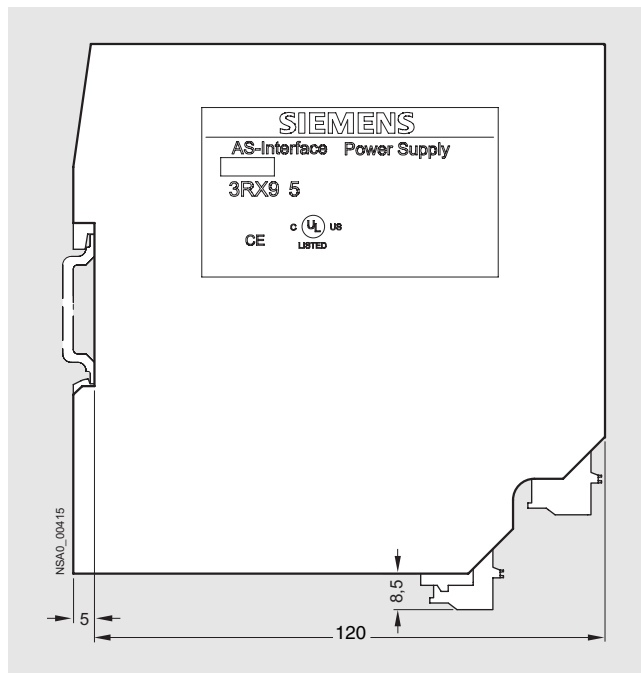 SIEMENS
AS-Interface Power Supply
3RX9 5
CE
C UL US
LISTED
NSA0_00415
5
8,5
120